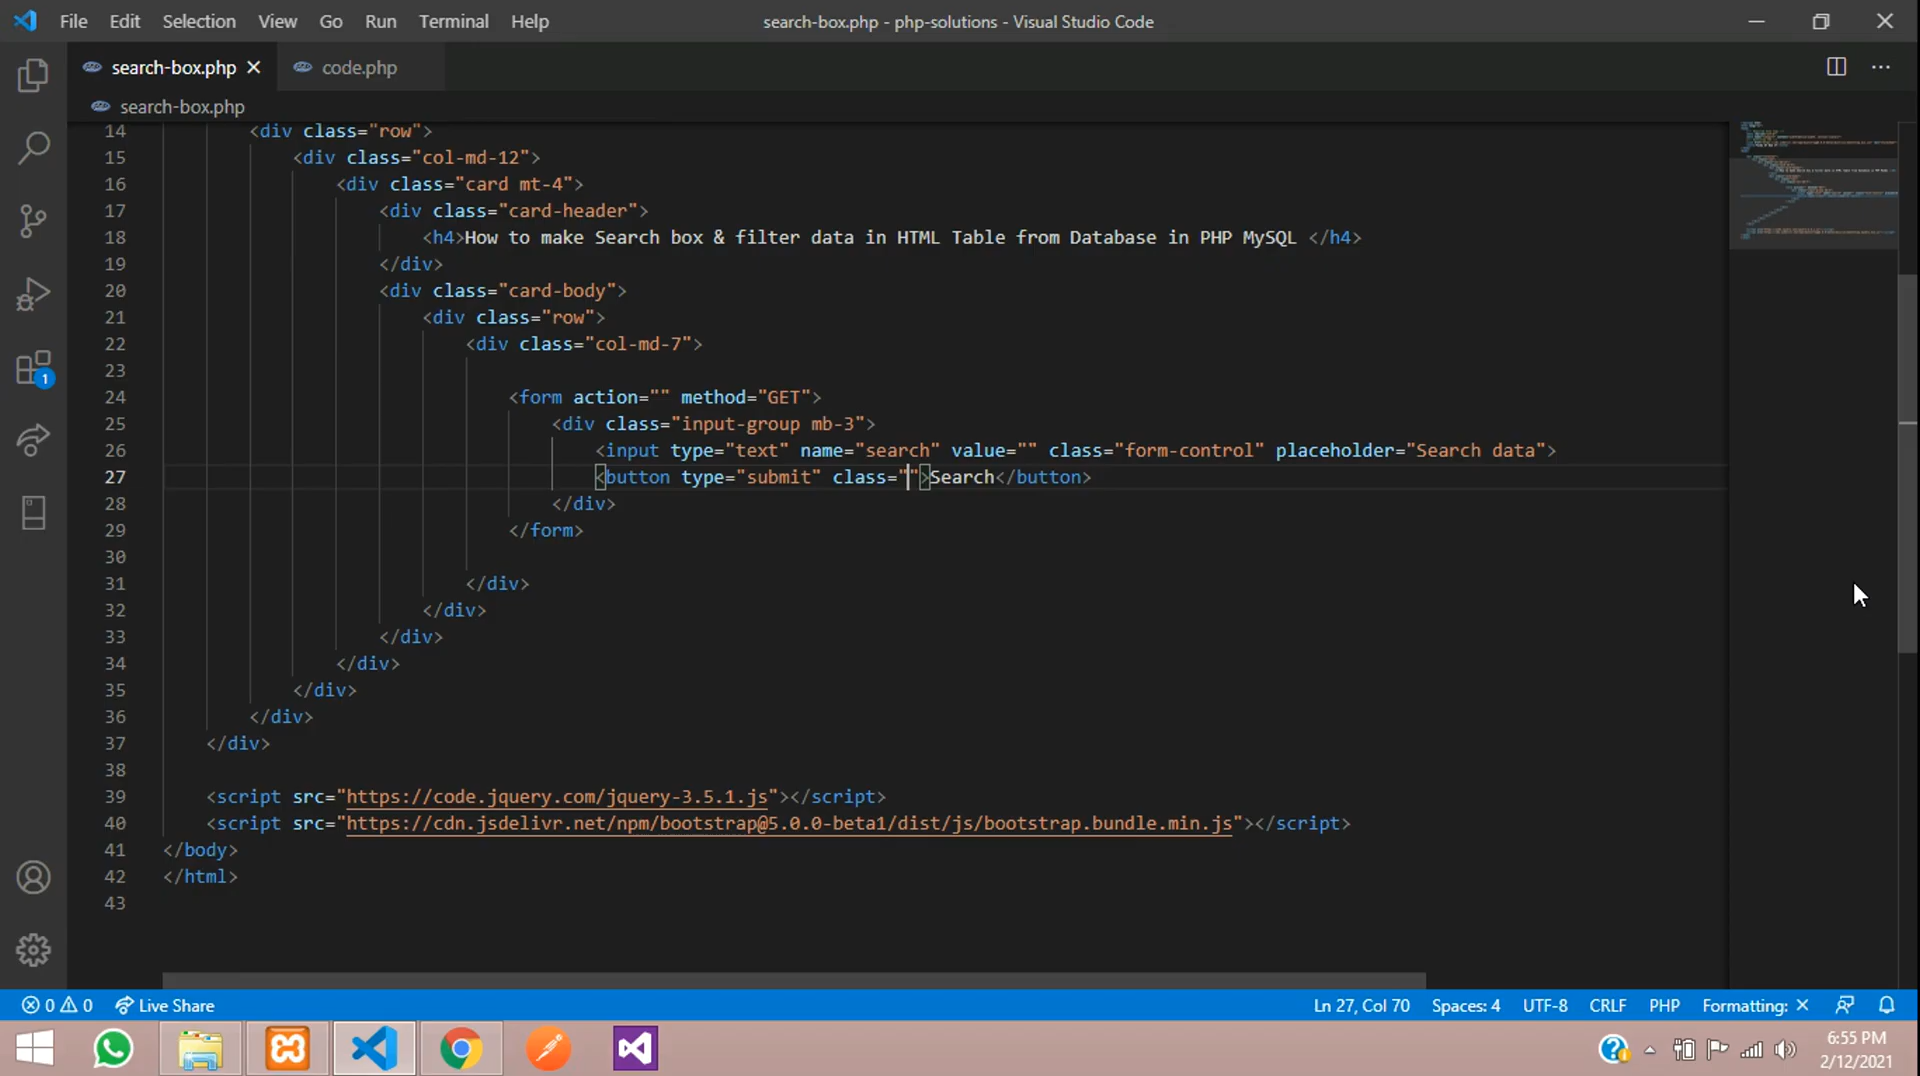 File Edit Selection View Go Run Terminal Help search-box.php - php-solutions - Visual Studio Code
search-box.php code.php
search-box.php
14 <div class="row">
15 <div class="col-md-12">
16 <div class="card mt-4">
17 <div class="card-header">
18 <h4>How to make Search box & filter data in HTML Table from Database in PHP MySQL </h4>
19 </div>
20 <div class="card-body">
21 <div class="row">
22 <div class="col-md-7">
23
24 <form action="" method="GET">
25 <div class="input-group mb-3">
26 <input type="text" name="search" value="" class="form-control" placeholder="Search data">
27 <button type="submit" class="">Search</button>
28 </div>
29 </form>
30
31 </div>
32 </div>
33 </div>
34 </div>
35 </div>
36 </div>
37 </div>
38
39 <script src="https://code.jquery.com/jquery-3.5.1.js"></script>
40 <script src="https://cdn.jsdelivr.net/npm/bootstrap@5.0.0-beta1/dist/js/bootstrap.bundle.min.js"></script>
41 </body>
42 </html>
43
1
0 0 Live Share Ln 27, Col 70 Spaces: 4 UTF-8 CRLF PHP Formatting: ×
6:55 PM
2/12/2021